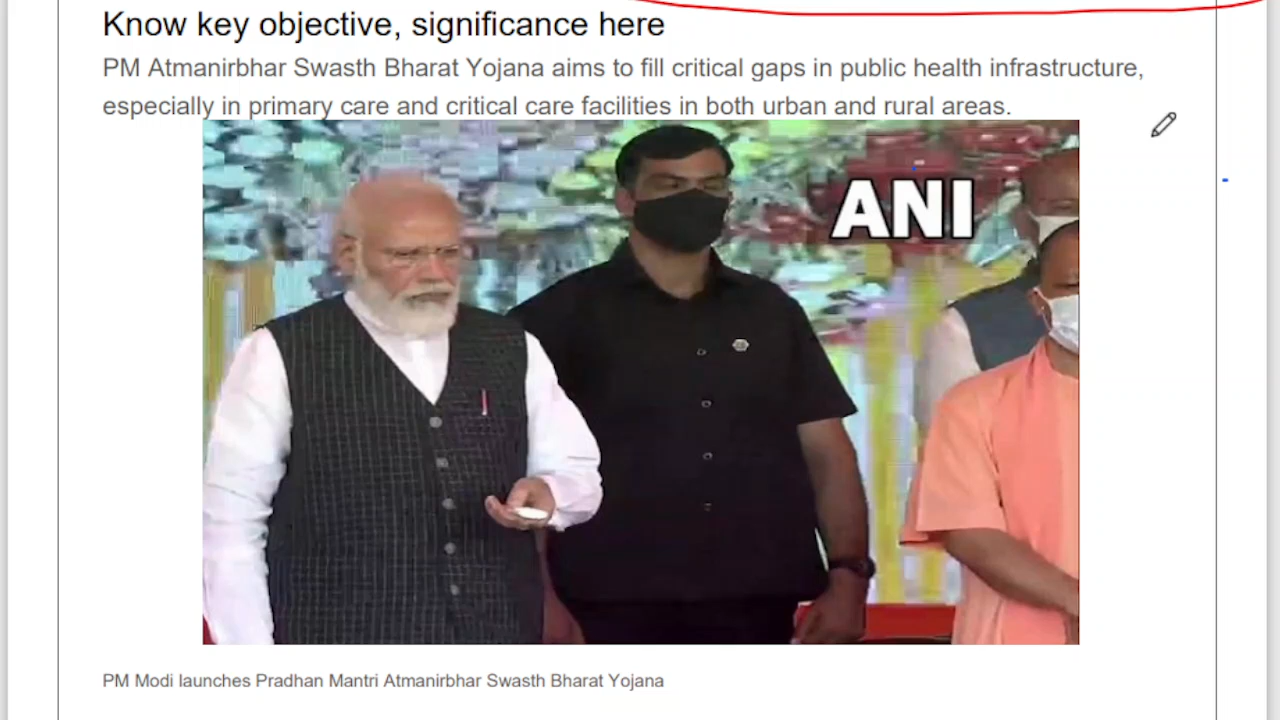 Know key objective, significance here
PM Atmanirbhar Swasth Bharat Yojana aims to fill critical gaps in public health infrastructure,
especially in primary care and critical care facilities in both urban and rural areas.
ANI
PM Modi launches Pradhan Mantri Atmanirbhar Swasth Bharat Yojana